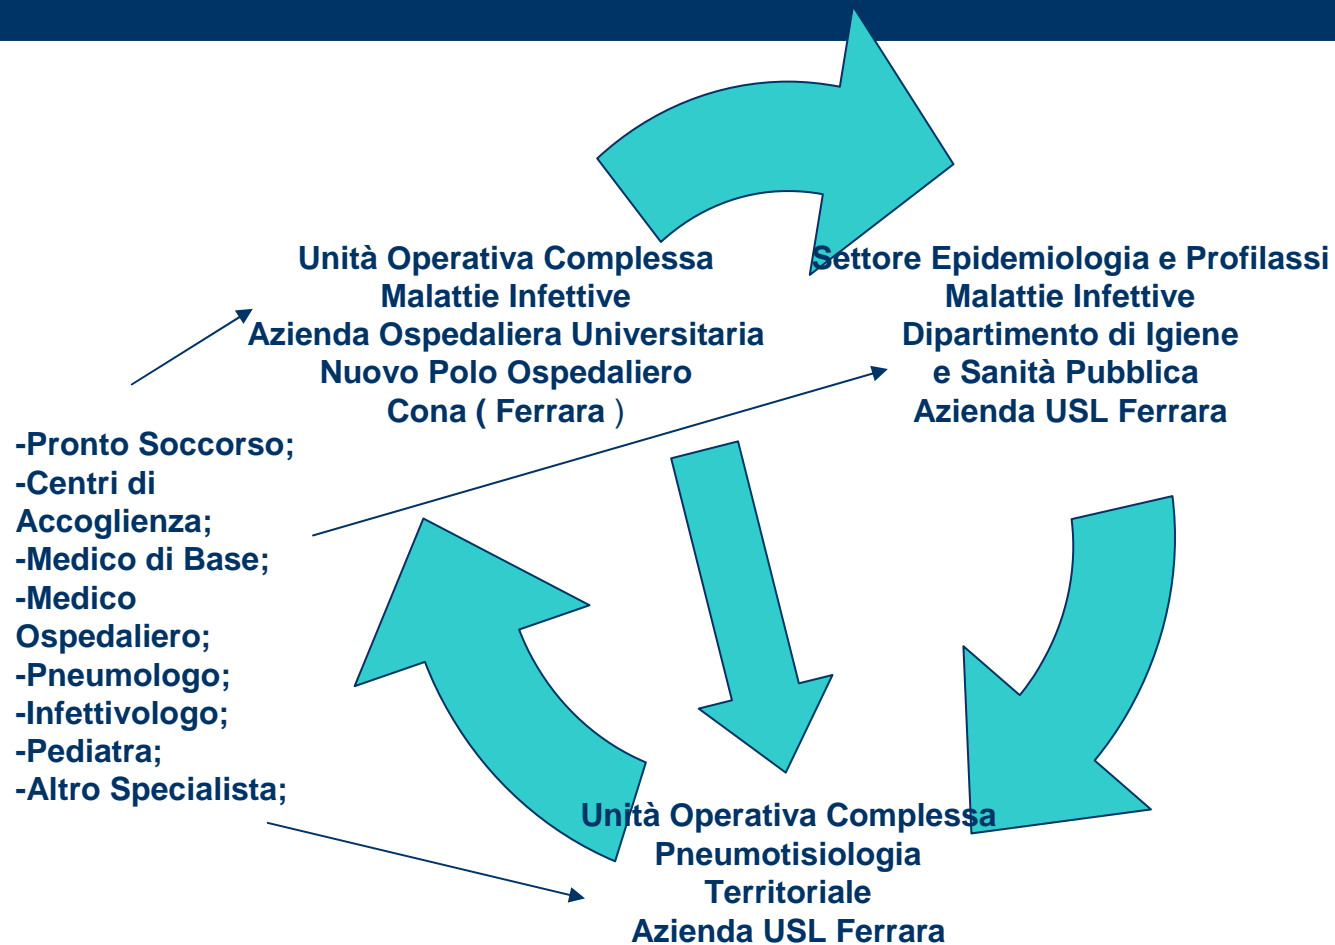 Unità Operativa Complessa
Malattie Infettive
Azienda Ospedaliera Universitaria
Nuovo Polo Ospedaliero
Cona ( Ferrara )
Settore Epidemiologia e Profilassi
Malattie Infettive
Dipartimento di Igiene
e Sanità Pubblica
Azienda USL Ferrara
-Pronto Soccorso;
-Centri di
Accoglienza;
-Medico di Base;
-Medico
Ospedaliero;
-Pneumologo;
-Infettivologo;
-Pediatra;
-Altro Specialista;
Unità Operativa Complessa
Pneumotisiologia
Territoriale
Azienda USL Ferrara